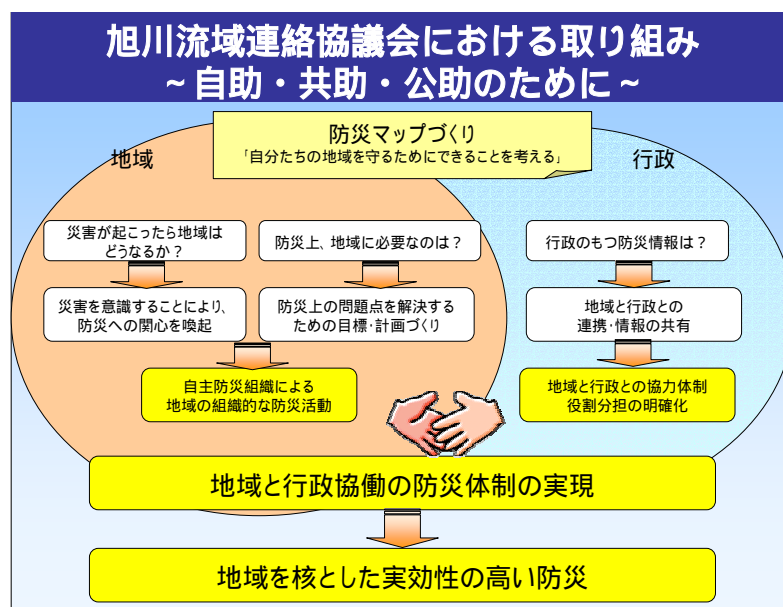 旭川流域連絡協議会における取り組み
~自助・共助・公助のために~
防災マップづくり
「自分たちの地域を守るためにできることを考える」
地域
行政
災害が起こったら地域は
どうなるか？
防災上、地域に必要なのは？
行政のもつ防災情報は？
災害を意識することにより、
防災への関心を喚起
防災上の問題点を解決する
ための目標・計画づくり
地域と行政との
連携・情報の共有
自主防災組織による
地域の組織的な防災活動
地域と行政との協力体制
役割分担の明確化
地域と行政協働の防災体制の実現
地域を核とした実効性の高い防災